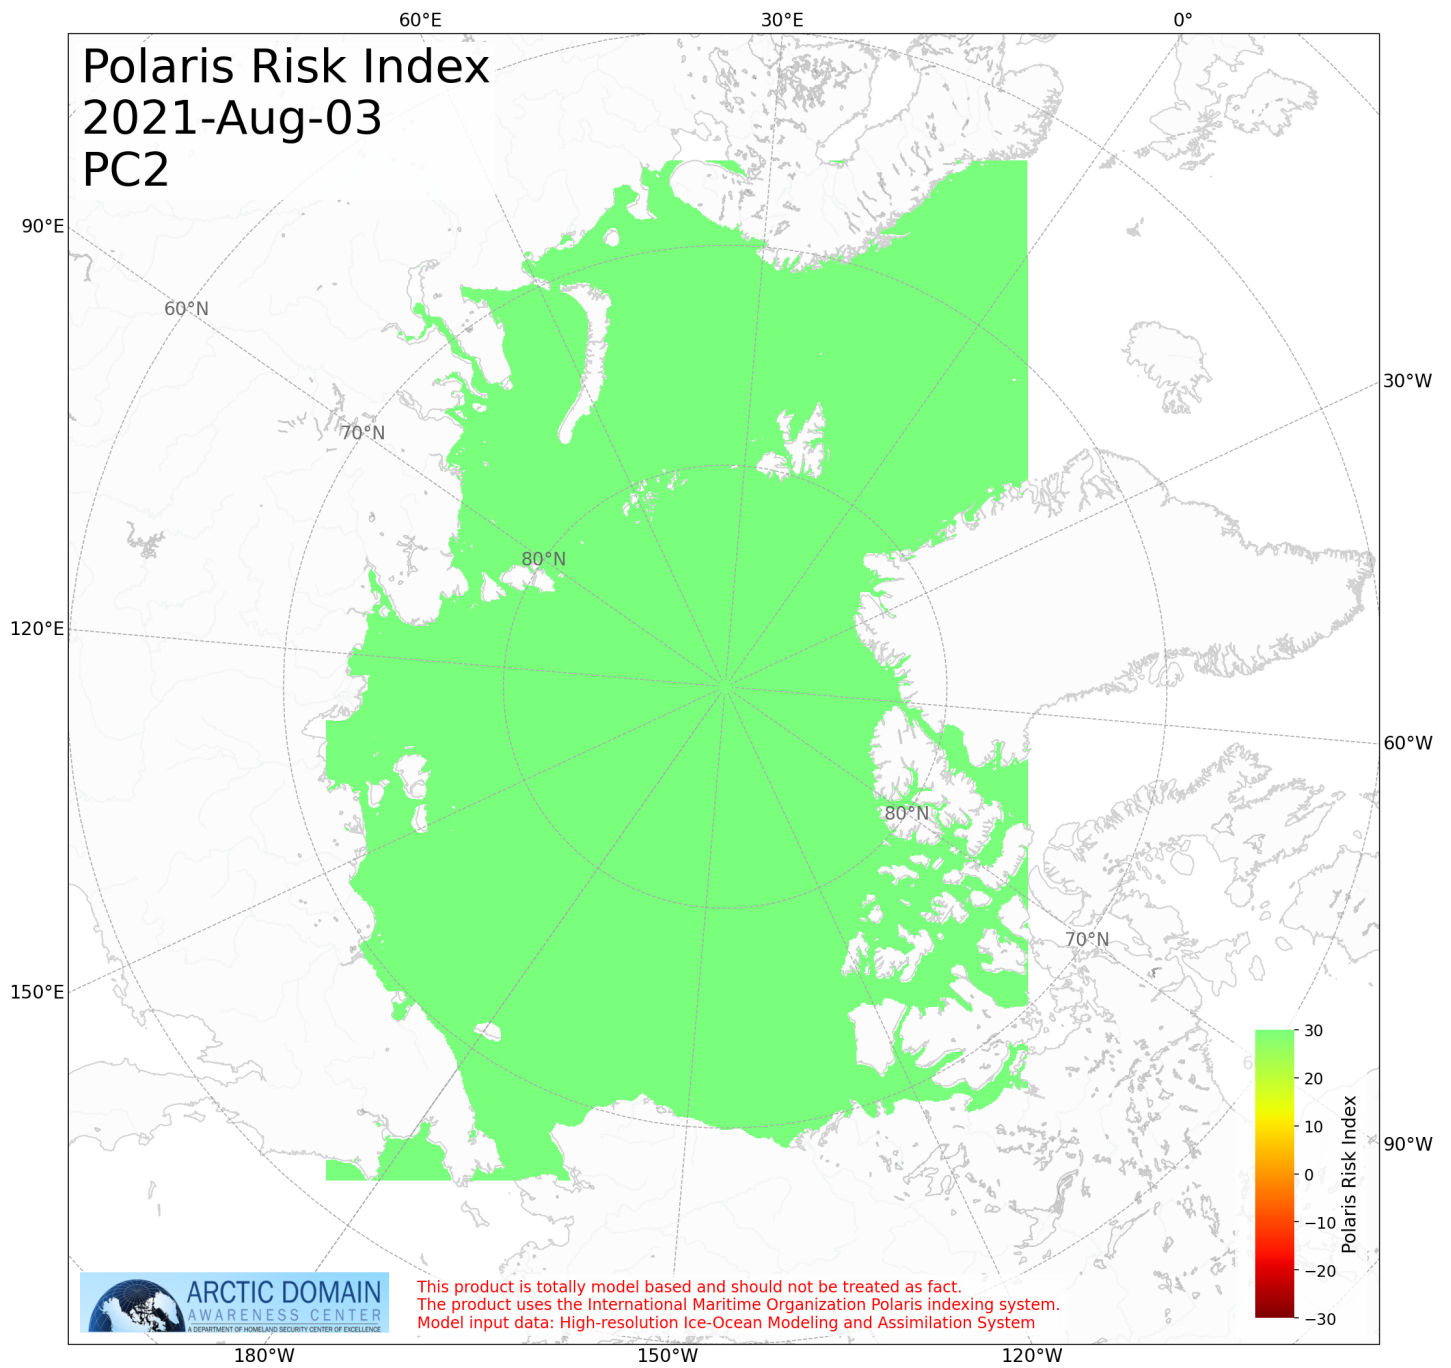 60°E 30°E 0°
Polaris Risk Index
2021-Aug-03
PC2
90°E
60°N
30°W
70°N
80°N
120°E
60°W
80°N
70°N
150°E
30
20
10
0
−10
−20
−30
Polaris Risk Index
90°W
ARCTIC DOMAIN
AWARENESS CENTER
A DEPARTMENT OF HOMELAND SECURITY CENTER OF EXCELLENCE
This product is totally model based and should not be treated as fact.
The product uses the International Maritime Organization Polaris indexing system.
Model input data: High-resolution Ice-Ocean Modeling and Assimilation System
180°W 150°W 120°W